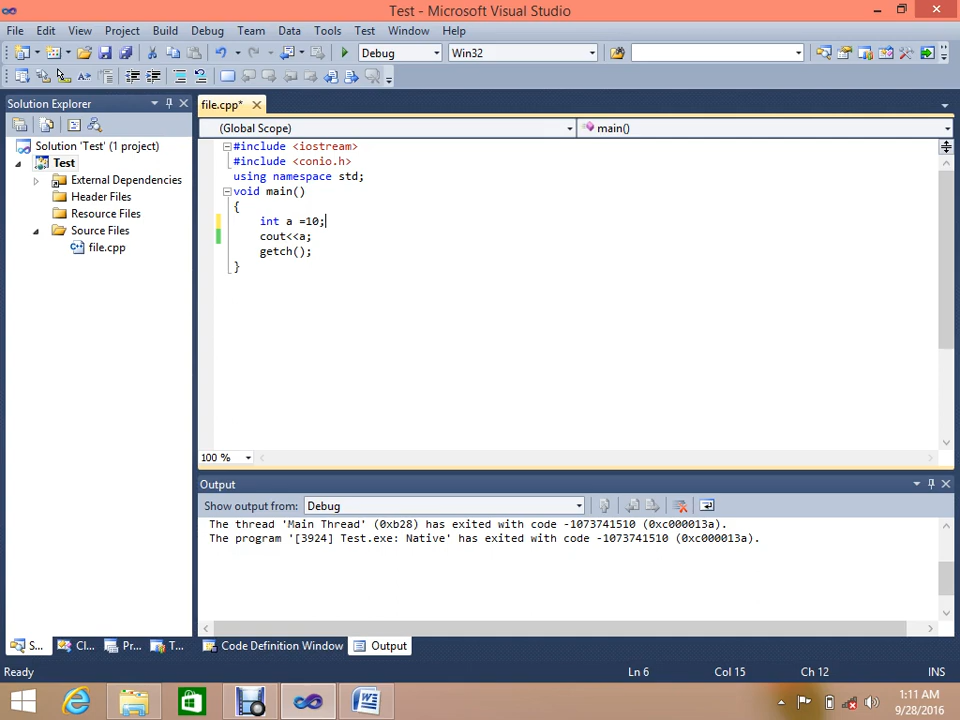 Test - Microsoft Visual Studio
File Edit View Project Build Debug Team Data Tools Test Window Help
Debug Win32
Solution Explorer
file.cpp*
(Global Scope) main()
Solution 'Test' (1 project)
Test
External Dependencies
Header Files
Resource Files
Source Files
file.cpp
#include <iostream>
#include <conio.h>
using namespace std;
void main()
{
int a =10;
cout<<a;
getch();
}
100 %
Output
Show output from: Debug
The thread 'Main Thread' (0xb28) has exited with code -1073741510 (0xc000013a).
The program '[3924] Test.exe: Native' has exited with code -1073741510 (0xc000013a).
S... Cl... Pr... T... Code Definition Window Output
Ready Ln 6 Col 15 Ch 12 INS
1:11 AM
9/28/2016